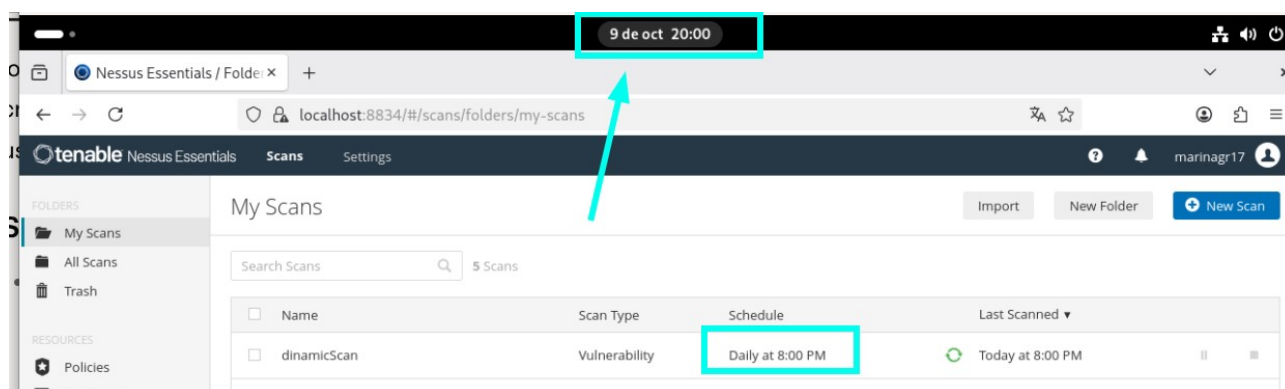 9 de oct 20:00
Nessus Essentials / Folde
localhost:8834/#/scans/folders/my-scans
tenable Nessus Essentials Scans Settings marinagr17
FOLDERS
My Scans
All Scans
Trash
RESOURCES
Policies
My Scans Import New Folder New Scan
Search Scans 5 Scans
Name Scan Type Schedule Last Scanned ▼
dinamicScan Vulnerability Daily at 8:00 PM Today at 8:00 PM